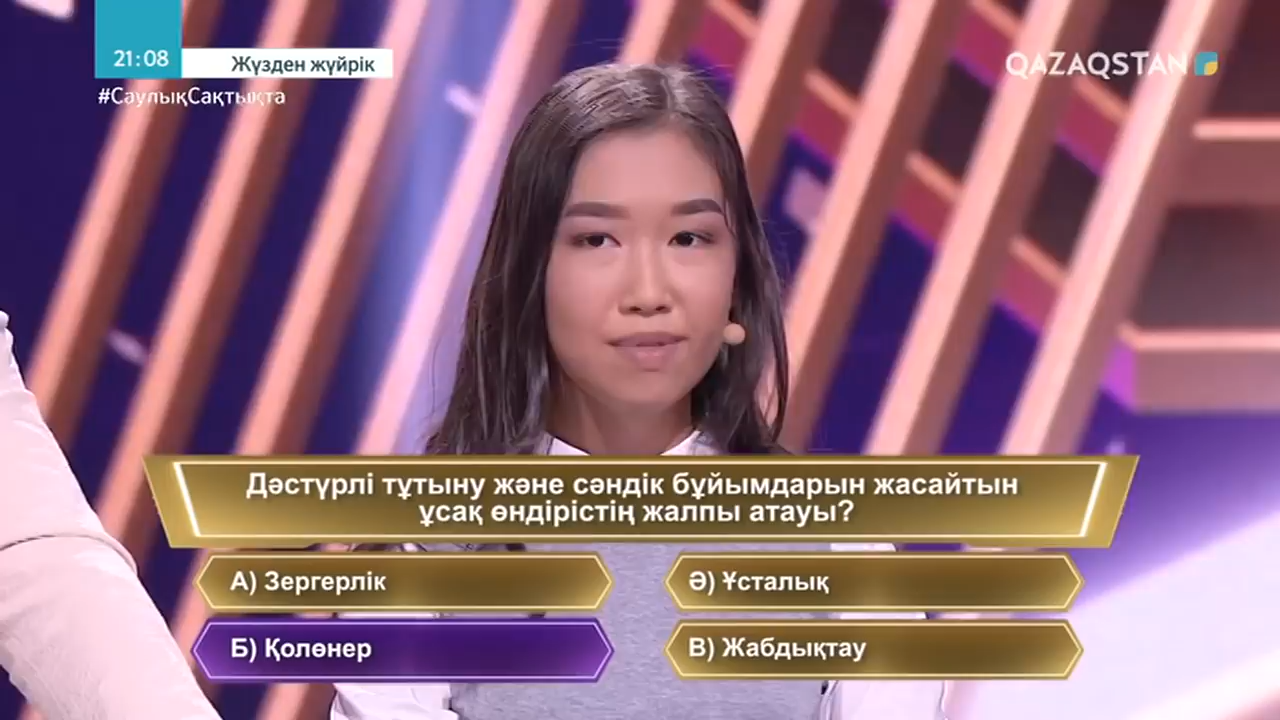 21:08
Жүзден жүйрік
QAZAQSTAN
#СаулықСақтықта
Дәстүрлі тұтыну және сәндік бұйымдарын жасайтын
ұсақ өндірістің жалпы атауы?
А) Зергерлік
Ә) Ұсталық
Б) Қолөнер
В) Жабдықтау